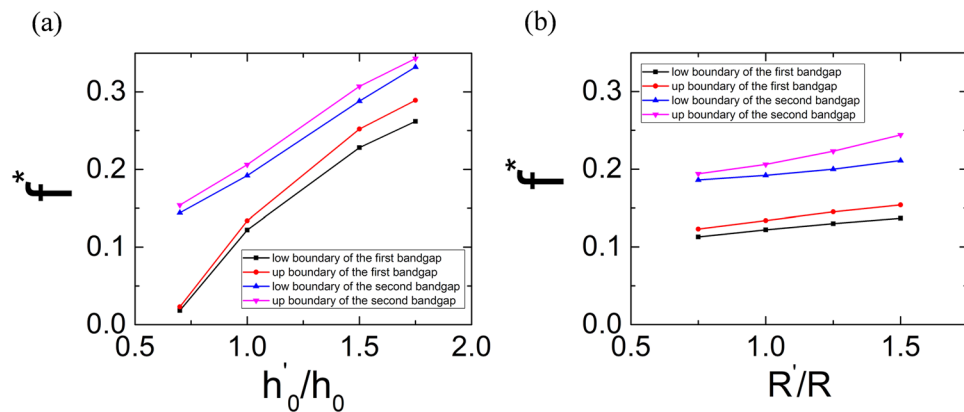 (a)
(b)
f*
0.3
0.2
0.1
0.0
low boundary of the first bandgap
up boundary of the first bandgap
low boundary of the second bandgap
up boundary of the second bandgap
0.5 1.0 1.5 2.0
h'0/h0
f*
0.3
0.2
0.1
0.0
low boundary of the first bandgap
up boundary of the first bandgap
low boundary of the second bandgap
up boundary of the second bandgap
0.5 1.0 1.5
R'/R